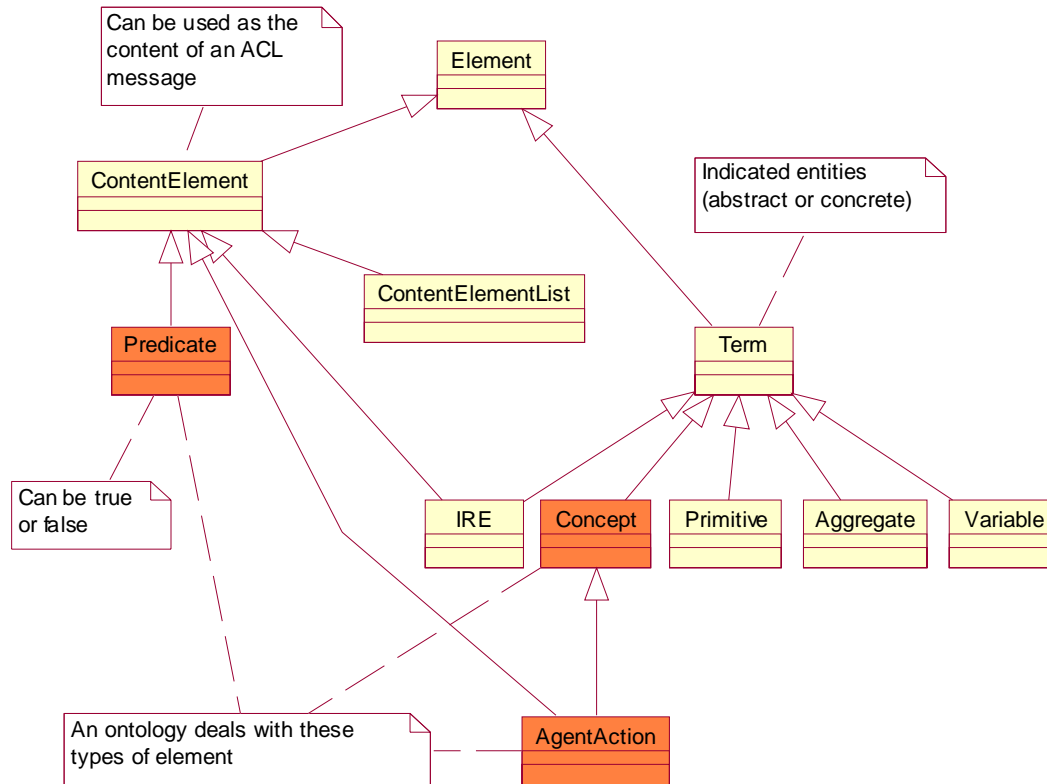 Can be used as the
content of an ACL
message
Element
ContentElement
Indicated entities
(abstract or concrete)
ContentElementList
Predicate
Term
Can be true
or false
IRE
Concept
Primitive
Aggregate
Variable
An ontology deals with these
types of element
AgentAction